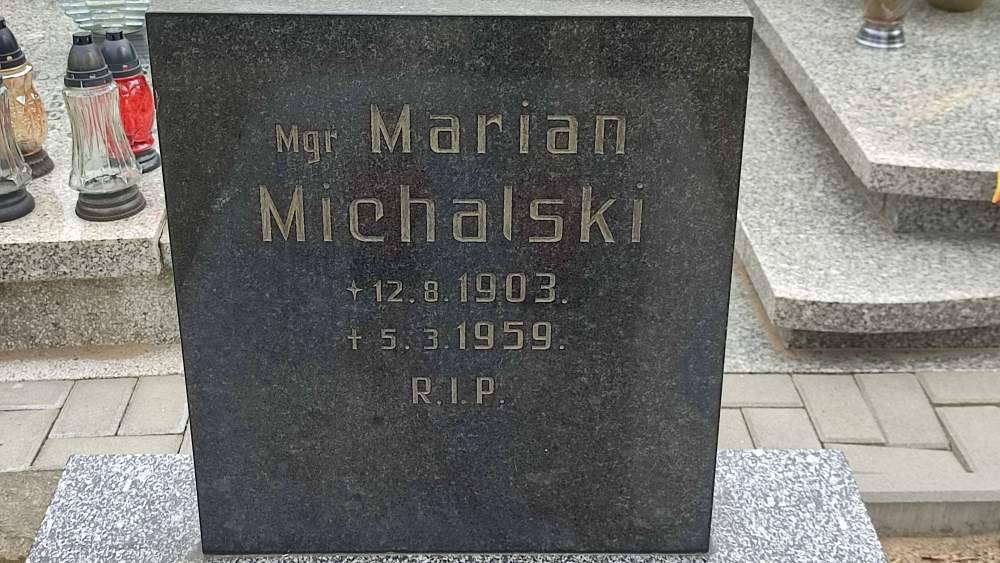 Mgr Marian
Michalski
✦ 12.8.1903.
✝ 5.3.1959.
R.I.P.